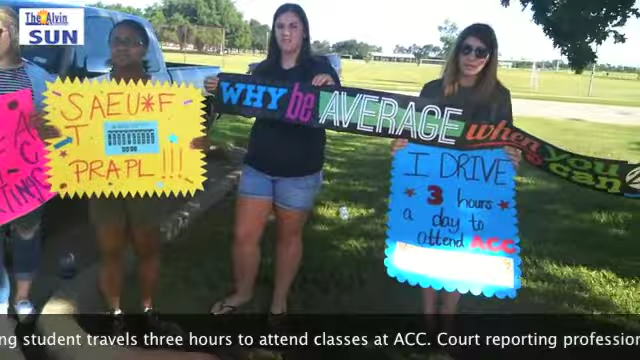 The Alvin
SUN
SAEU*F
T
PRAPL !!!
WHY be AVERAGE when you can
I DRIVE
3 hours
a day to
attend ACC
ng student travels three hours to attend classes at ACC. Court reporting profession